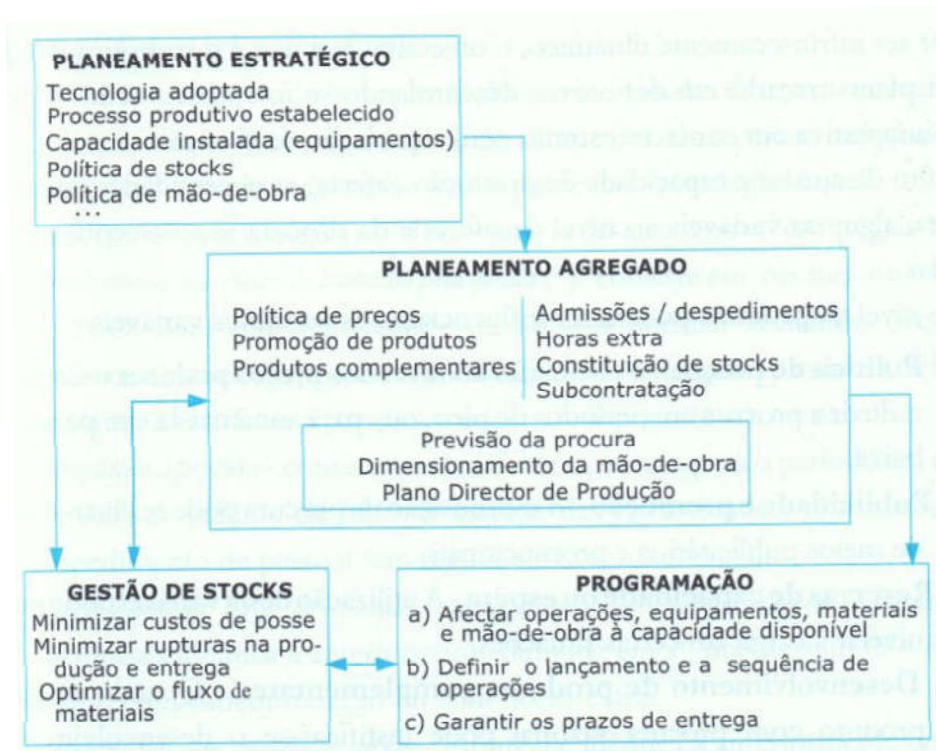 PLANEAMENTO ESTRATÉGICO
Tecnologia adoptada
Processo produtivo estabelecido
Capacidade instalada (equipamentos)
Política de stocks
Política de mão-de-obra
...
PLANEAMENTO AGREGADO
Política de preços
Promoção de produtos
Produtos complementares
Admissões / despedimentos
Horas extra
Constituição de stocks
Subcontratação
Previsão da procura
Dimensionamento da mão-de-obra
Plano Director de Produção
GESTÃO DE STOCKS
Minimizar custos de posse
Minimizar rupturas na pro-
dução e entrega
Optimizar o fluxo de
materiais
PROGRAMAÇÃO
a) Afectar operações, equipamentos, materiais
e mão-de-obra à capacidade disponível
b) Definir o lançamento e a sequência de
operações
c) Garantir os prazos de entrega